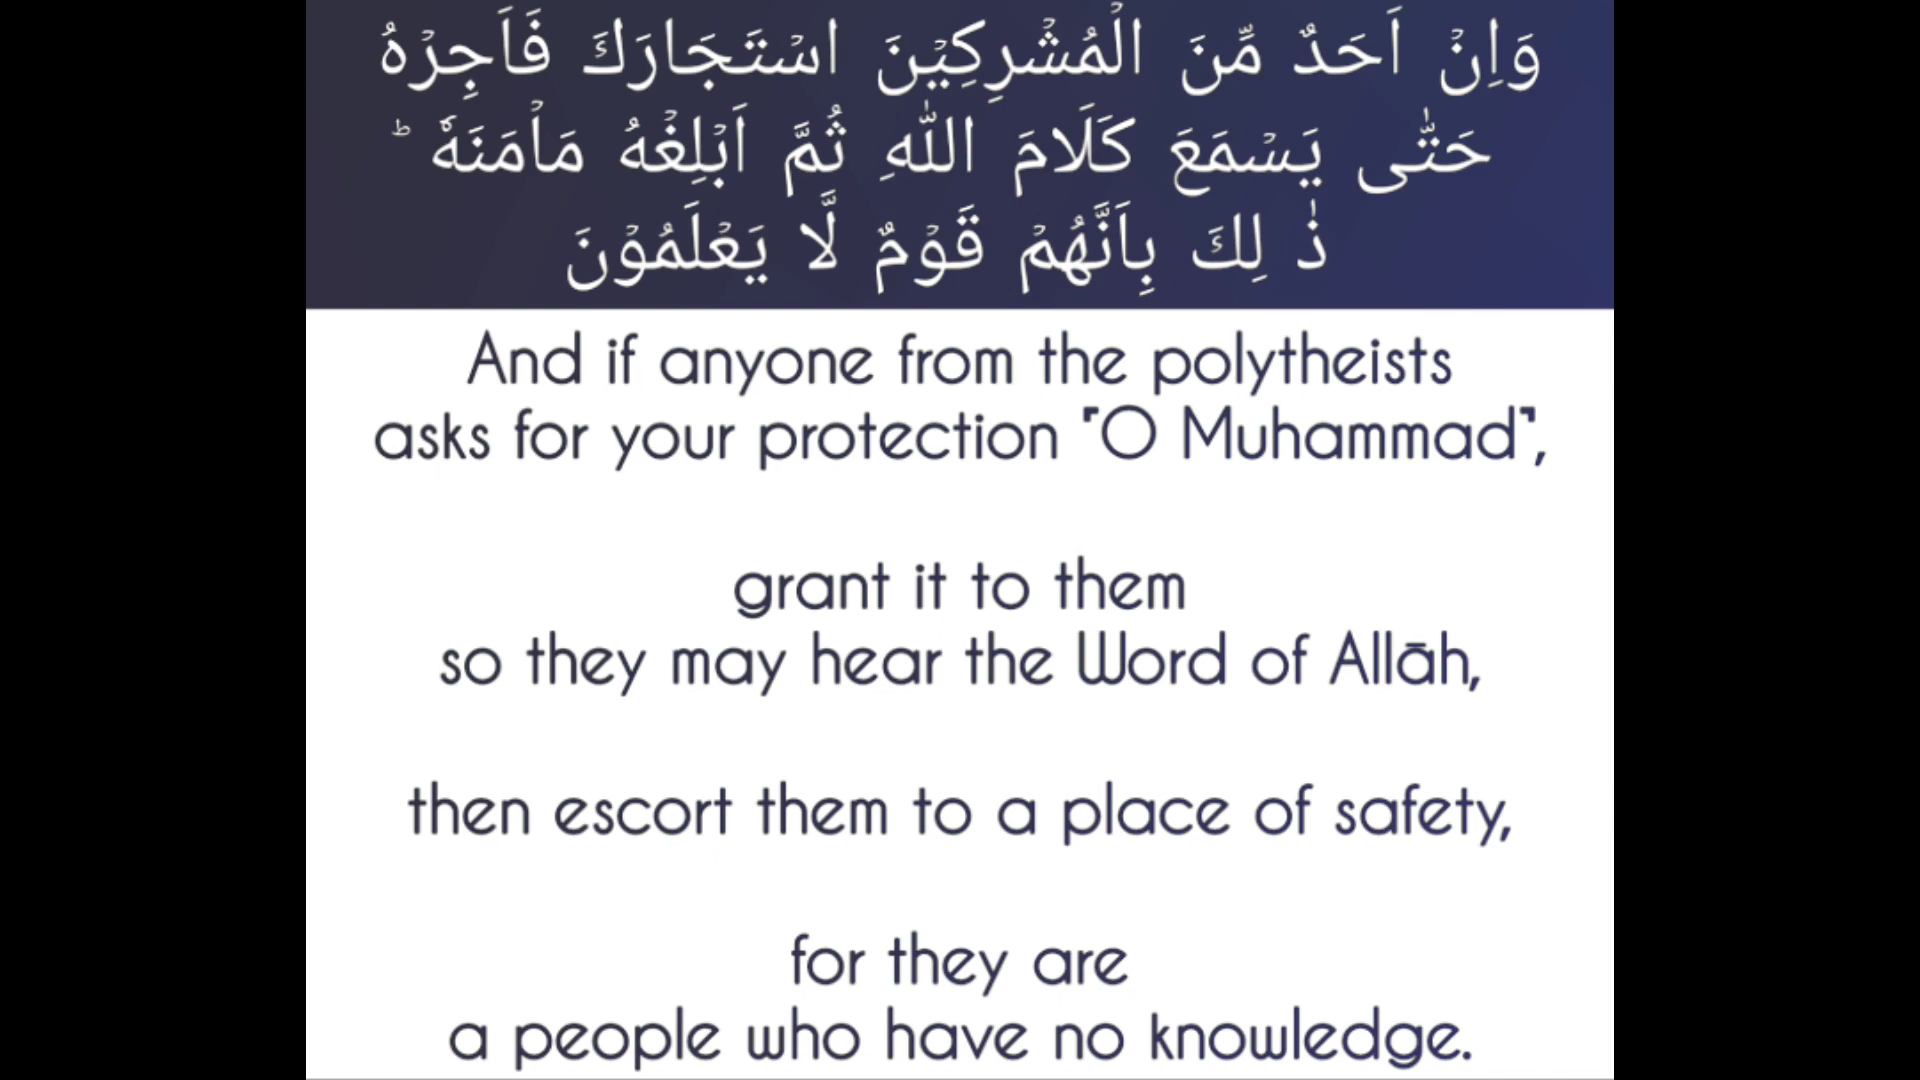 وَاِنۡ اَحَدٌ مِّنَ الۡمُشۡرِكِيۡنَ اسۡتَجَارَكَ فَاَجِرۡهُ
حَتّٰى يَسۡمَعَ كَلَامَ اللّٰهِ ثُمَّ اَبۡلِغۡهُ مَاۡمَنَهٗ‌ ؕ
ذٰ لِكَ بِاَنَّهُمۡ قَوۡمٌ لَّا يَعۡلَمُوۡنَ
And if anyone from the polytheists
asks for your protection ⸢O Muhammad⸣,
grant it to them
so they may hear the Word of Allāh,
then escort them to a place of safety,
for they are
a people who have no knowledge.